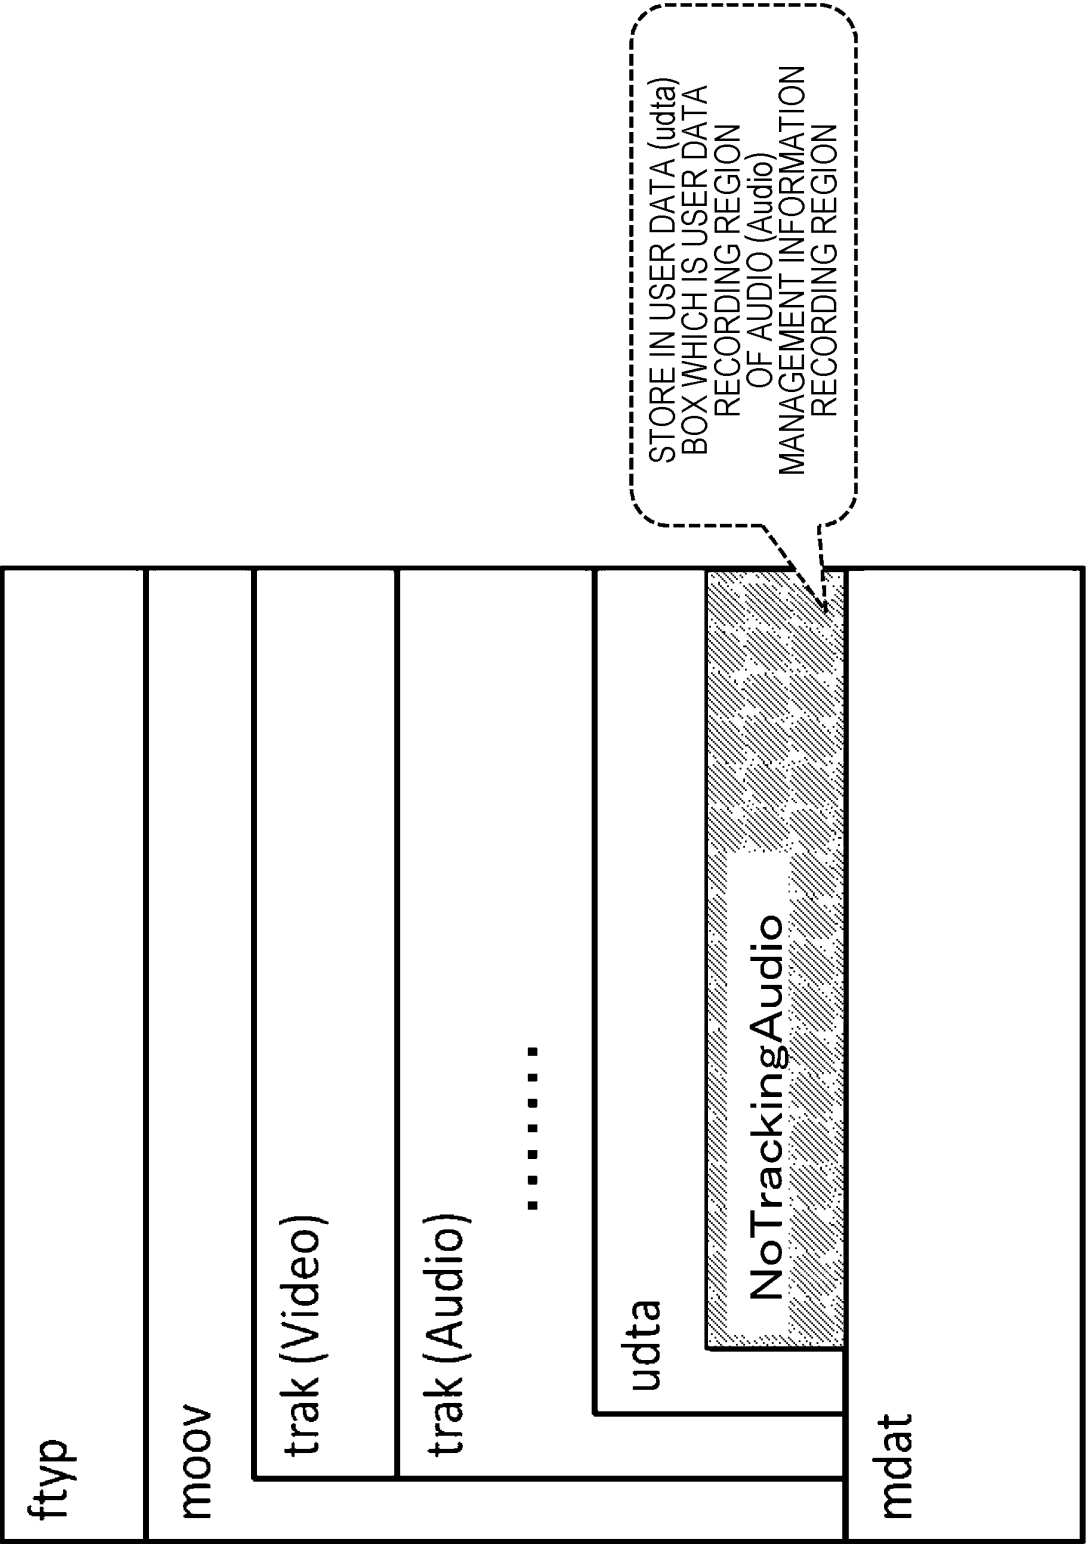 ftyp
moov
trak (Video)
trak (Audio)
.......
udta
NoTrackingAudio
mdat
STORE IN USER DATA (udta)
BOX WHICH IS USER DATA
RECORDING REGION
OF AUDIO (Audio)
MANAGEMENT INFORMATION
RECORDING REGION